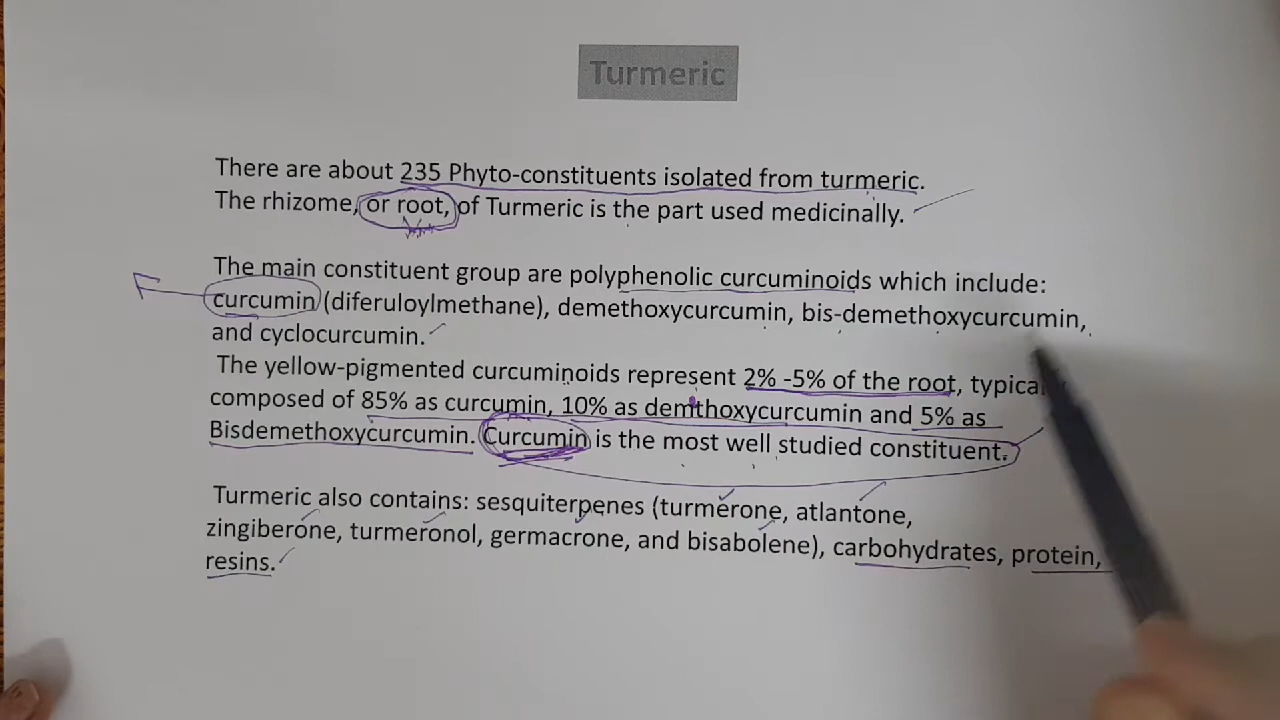 Turmeric
There are about 235 Phyto-constituents isolated from turmeric.
The rhizome, or root, of Turmeric is the part used medicinally.
The main constituent group are polyphenolic curcuminoids which include:
curcumin (diferuloylmethane), demethoxycurcumin, bis-demethoxycurcumin,
and cyclocurcumin.
The yellow-pigmented curcuminoids represent 2% -5% of the root,
composed of 85% as curcumin, 10% as demthoxycurcumin and 5% as
Bisdemethoxycurcumin. Curcumin is the most well studied constituent.
Turmeric also contains: sesquiterpenes (turmerone, atlantone,
zingiberone, turmeronol, germacrone, and bisabolene), carbohydrates, protein,
resins.